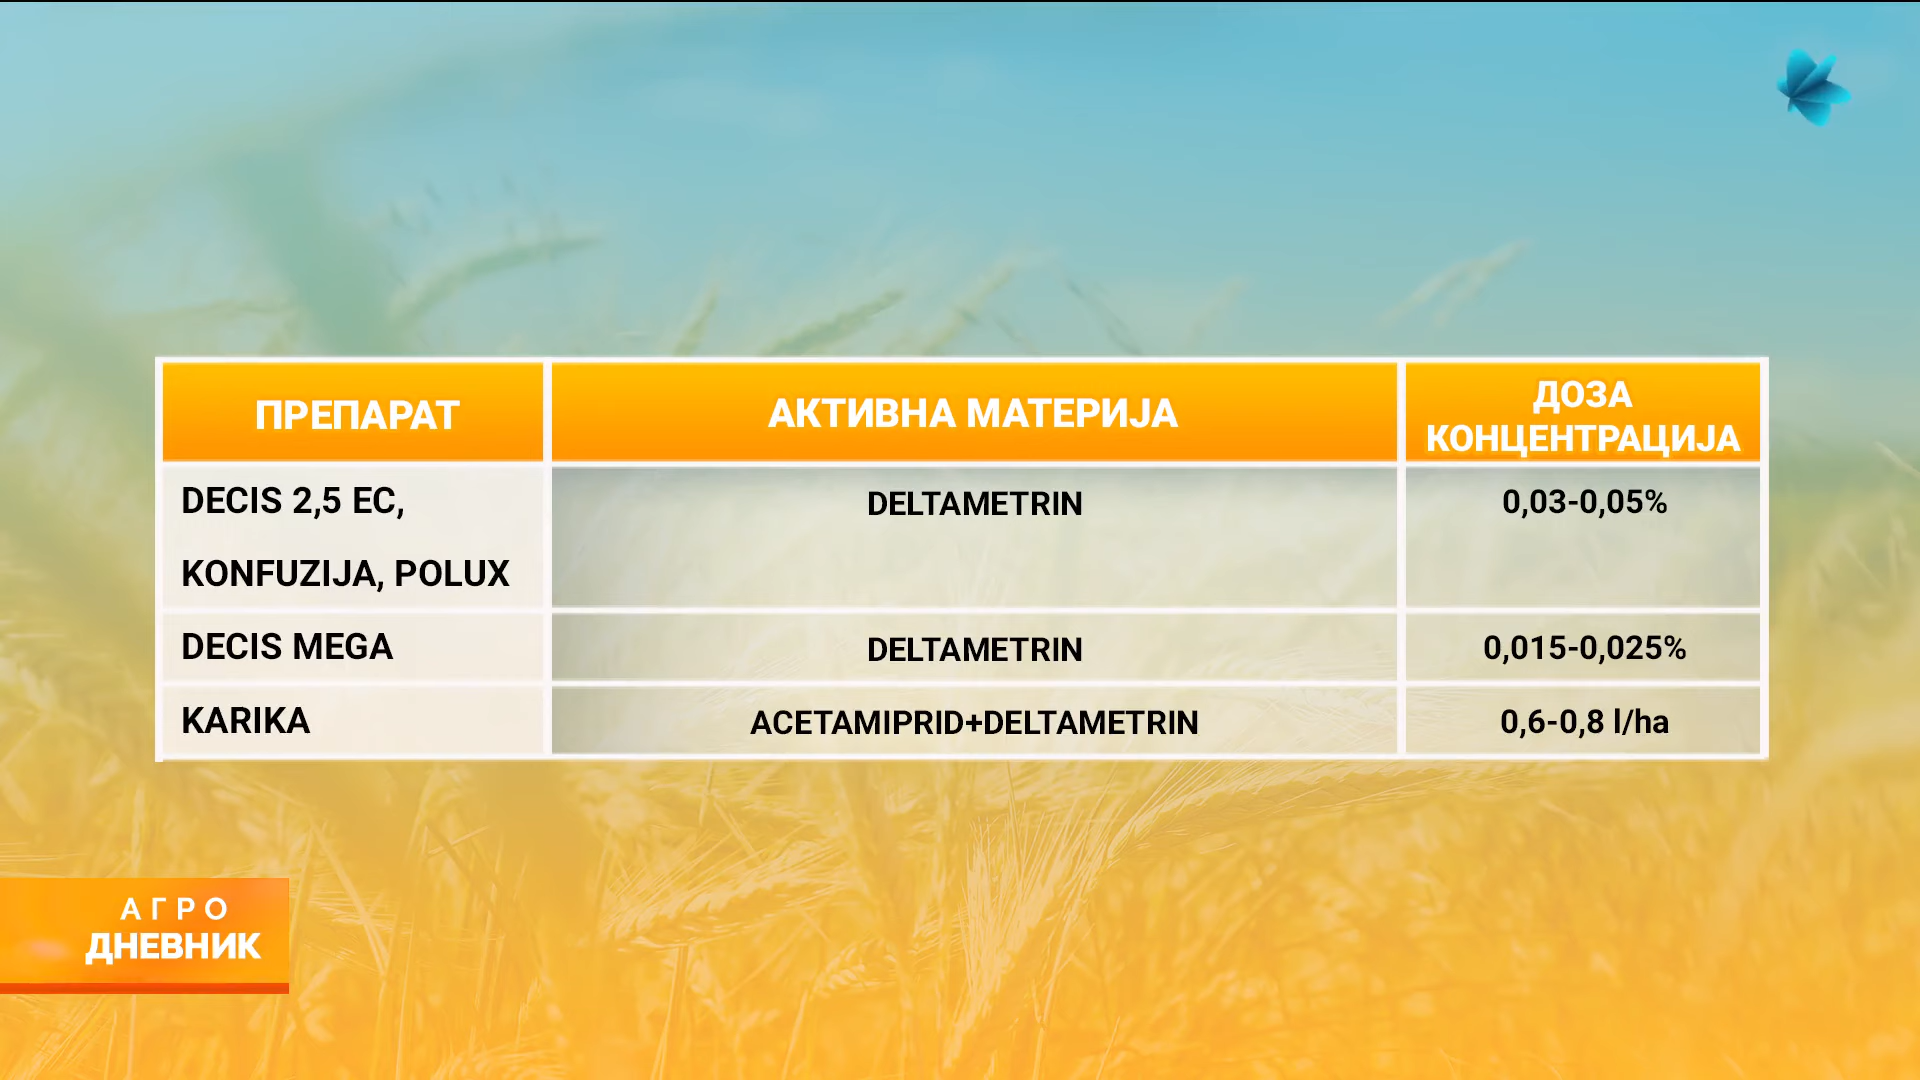 ПРЕПАРАТ
АКТИВНА МАТЕРИЈА
ДОЗА
КОНЦЕНТРАЦИЈА
DECIS 2,5 EC,
KONFUZIJA, POLUX
DELTAMETRIN
0,03-0,05%
DECIS MEGA
DELTAMETRIN
0,015-0,025%
KARIKA
ACETAMIPRID+DELTAMETRIN
0,6-0,8 l/ha
АГРО
ДНЕВНИК